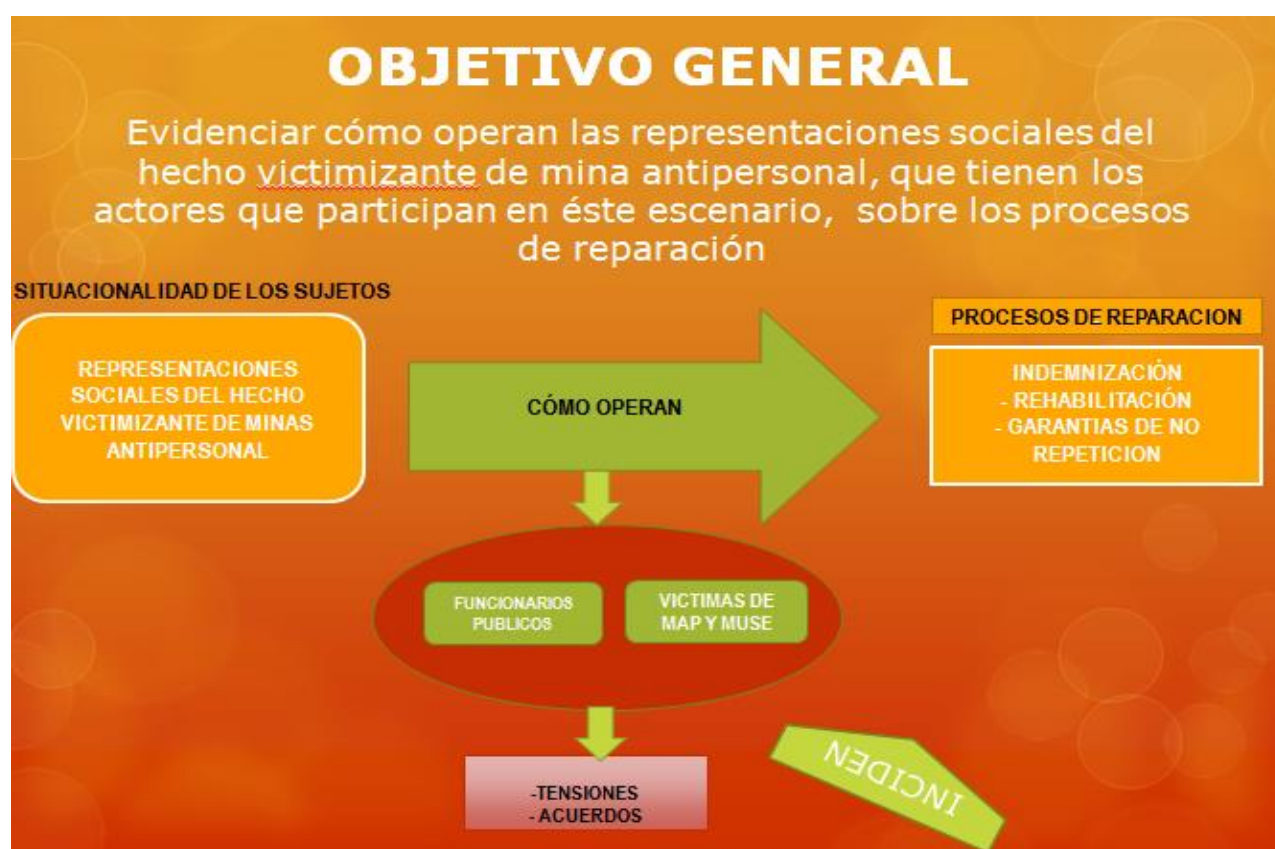 OBJETIVO GENERAL
Evidenciar cómo operan las representaciones sociales del
hecho victimizante de mina antipersonal, que tienen los
actores que participan en éste escenario, sobre los procesos
de reparación
SITUACIONALIDAD DE LOS SUJETOS
REPRESENTACIONES
SOCIALES DEL HECHO
VICTIMIZANTE DE MINAS
ANTIPERSONAL
CÓMO OPERAN
PROCESOS DE REPARACION
INDEMNIZACIÓN
- REHABILITACIÓN
- GARANTIAS DE NO
REPETICION
FUNCIONARIOS
PUBLICOS
VICTIMAS DE
MAP Y MUSE
-TENSIONES
- ACUERDOS
INCIDEN